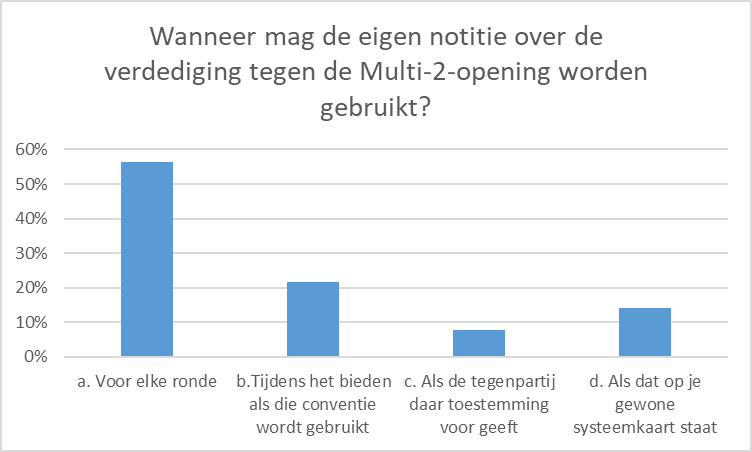 Wanneer mag de eigen notitie over de
verdediging tegen de Multi-2-opening worden
gebruikt?
60%
50%
40%
30%
20%
10%
0%
a. Voor elke ronde
b.Tijdens het bieden
als die conventie
wordt gebruikt
c. Als de tegenpartij
daar toestemming
voor geeft
d. Als dat op je
gewone
systeemkaart staat